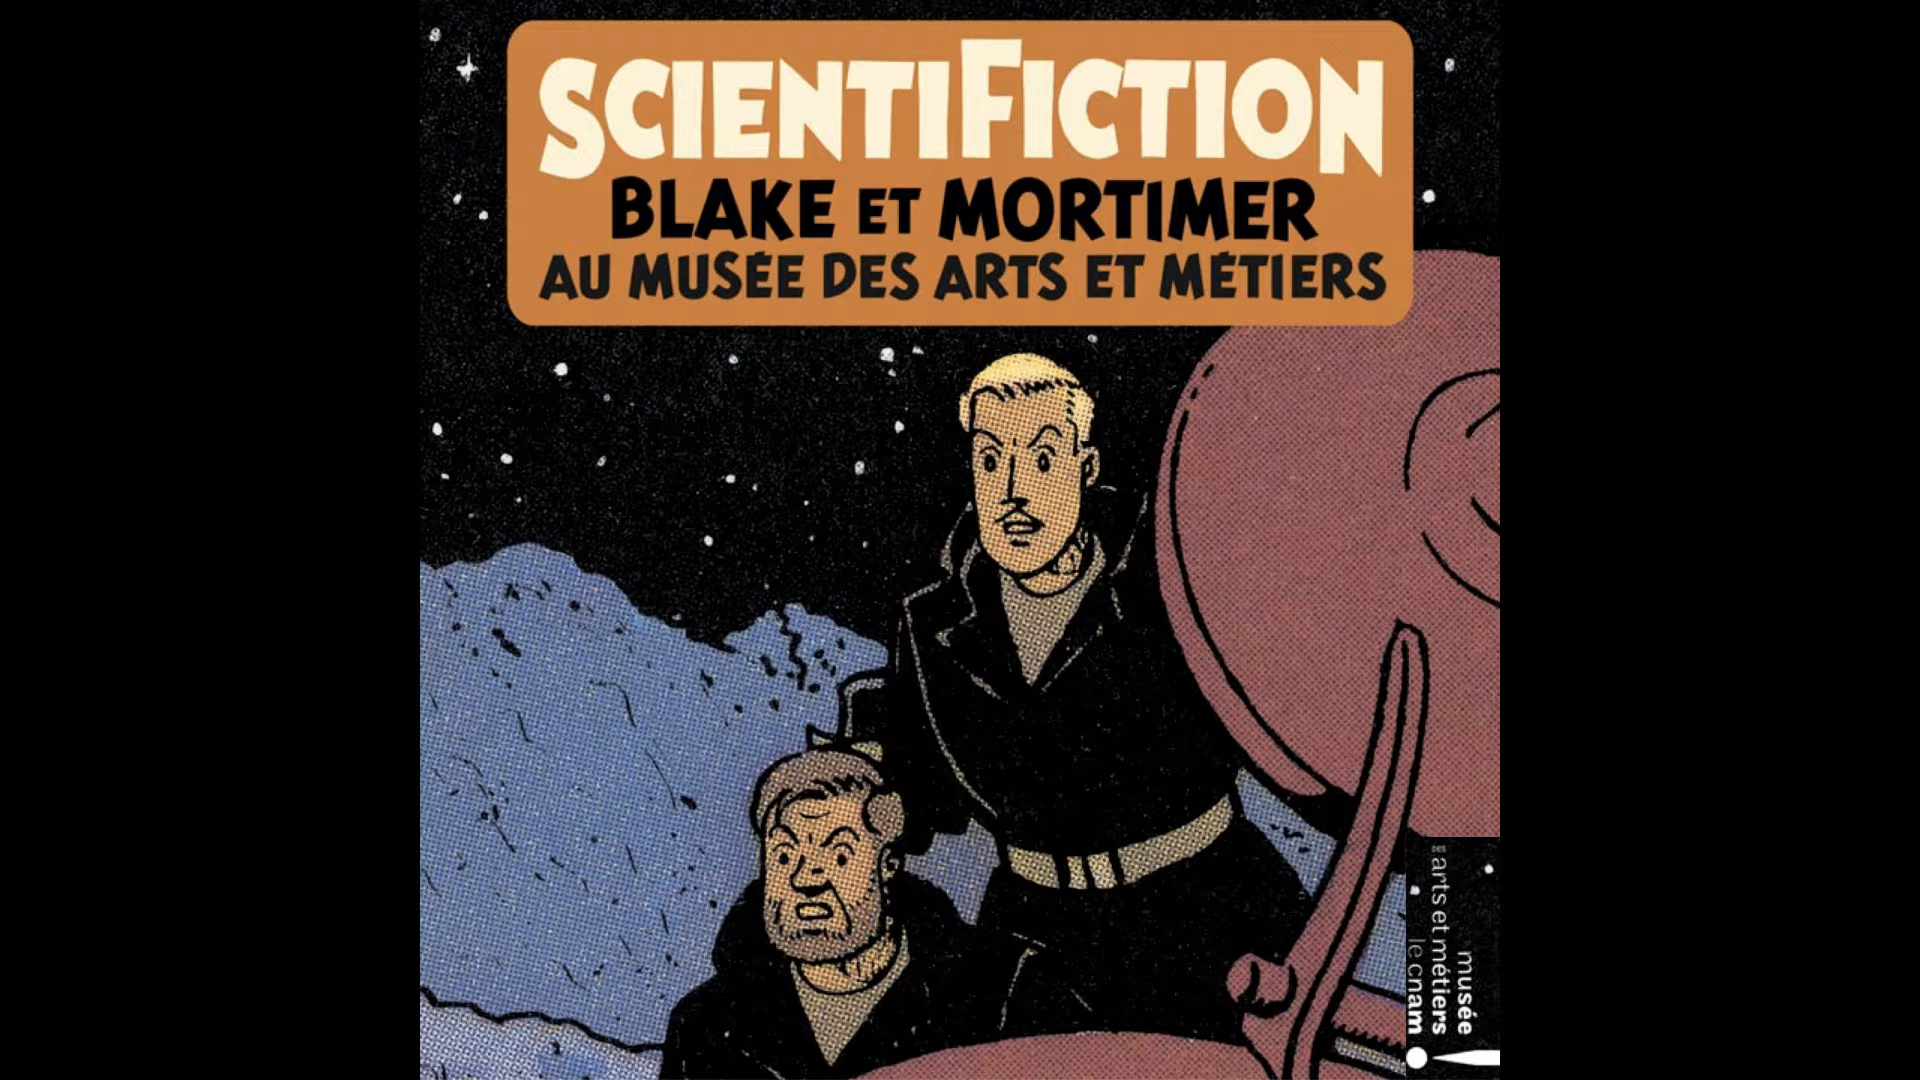 SCIENTIFICTION
BLAKE ET MORTIMER
AU MUSÉE DES ARTS ET MÉTIERS
musée
DES arts et métiers
le cnam